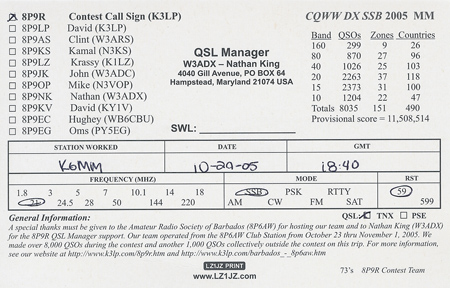 8P9R Contest Call Sign (K3LP)
8P9LP David (K3LP)
8P9AS Clint (W3ARS)
8P9KS Kamal (N3KS)
8P9LZ Krassy (K1LZ)
8P9JK John (W3ADC)
8P9OP Mike (N3VOP)
8P9NK Nathan (W3ADX)
8P9KV David (KY1V)
8P9EC Hughey (WB6CBU)
8P9EG Oms (PY5EG)
QSL Manager
W3ADX – Nathan King
4040 Gill Avenue, PO BOX 64
Hampstead, Maryland 21074 USA
SWL:
CQWW DX SSB 2005 MM
Band QSOs Zones Countries
160 299 9 26
80 870 27 96
40 1026 25 103
20 2263 37 118
15 2373 31 100
10 1204 22 47
Totals 8035 151 490
Provisional score = 11,508,514
STATION WORKED DATE GMT
K6MM 10-29-05 18:40
FREQUENCY (MHZ) MODE RST
1.8 3 5 7 10.1 14 18 SSB PSK RTTY 59
21 24.5 28 50 144 220 AM CW FM SAT 599
QSL: TNX PSE
General Information:
A special thanks must be given to the Amateur Radio Society of Barbados (8P6AW) for hosting our team and to Nathan King (W3ADX)
for the 8P9R QSL Manager support. Our team operated from the 8P6AW Club Station from October 23 thru November 1, 2005. We
made over 8,000 QSOs during the contest and another 1,000 QSOs collectively outside the contest on this trip. For more information,
see our website at http://www.k3lp.com/8p9r.htm and http://www.k3lp.com/barbados_-_8p6av.htm
LZ1JZ PRINT
www.LZ1JZ.com
73's 8P9R Contest Team